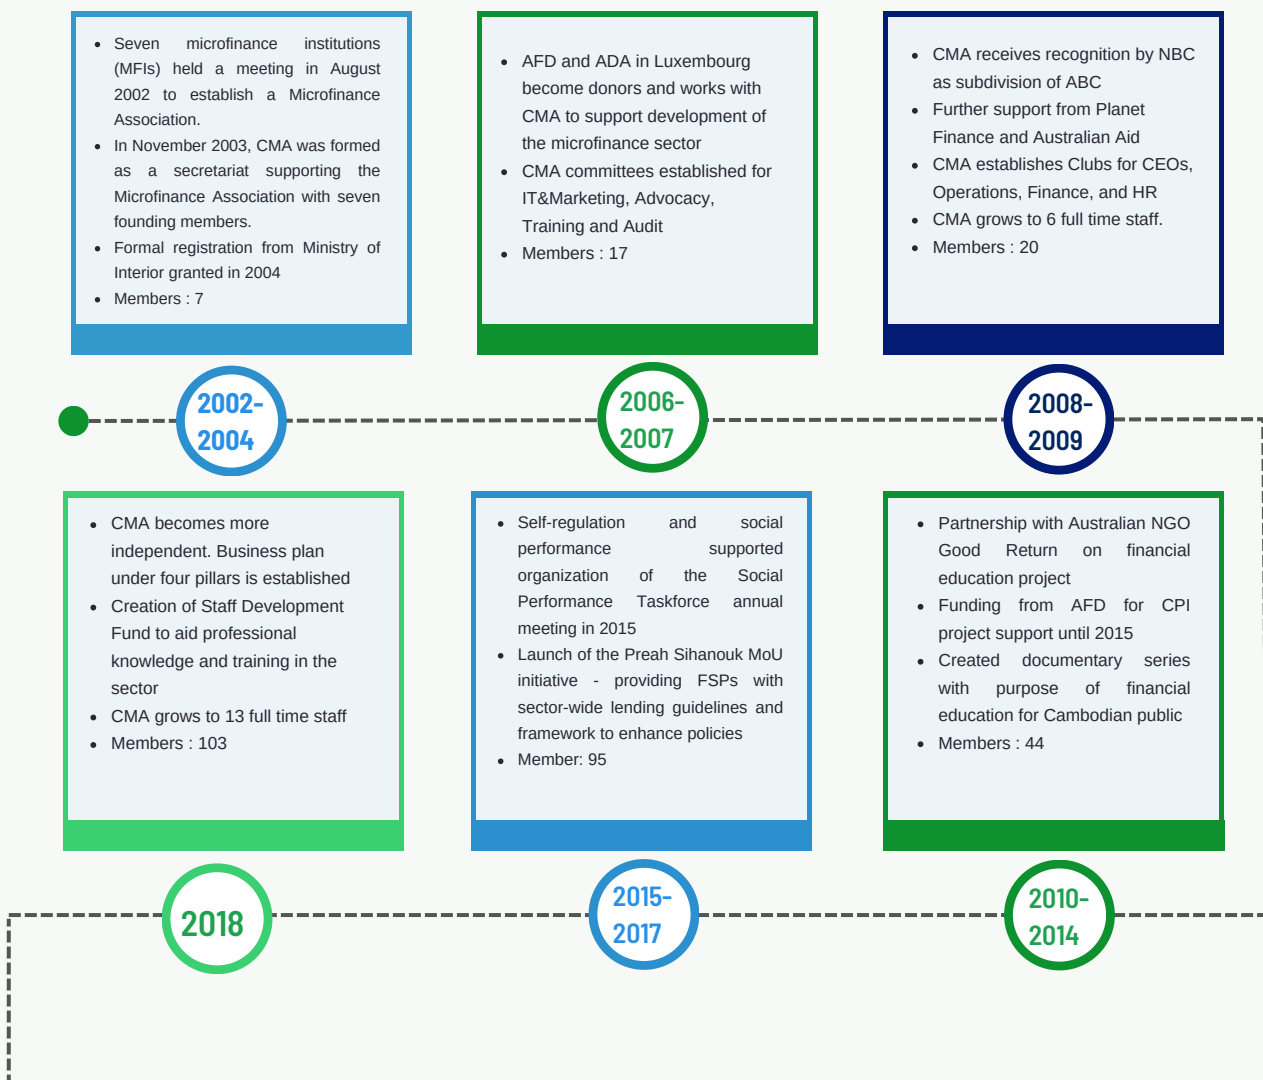 Seven microfinance institutions
(MFIs) held a meeting in August
2002 to establish a Microfinance
Association.
In November 2003, CMA was formed
as a secretariat supporting the
Microfinance Association with seven
founding members.
Formal registration from Ministry of
Interior granted in 2004
Members : 7
2002-
2004
AFD and ADA in Luxembourg
become donors and works with
CMA to support development of
the microfinance sector
CMA committees established for
IT&Marketing, Advocacy,
Training and Audit
Members : 17
2006-
2007
CMA receives recognition by NBC
as subdivision of ABC
Further support from Planet
Finance and Australian Aid
CMA establishes Clubs for CEOs,
Operations, Finance, and HR
CMA grows to 6 full time staff.
Members : 20
2008-
2009
CMA becomes more
independent. Business plan
under four pillars is established
Creation of Staff Development
Fund to aid professional
knowledge and training in the
sector
CMA grows to 13 full time staff
Members : 103
2018
Self-regulation and social
performance supported
organization of the Social
Performance Taskforce annual
meeting in 2015
Launch of the Preah Sihanouk MoU
initiative - providing FSPs with
sector-wide lending guidelines and
framework to enhance policies
Member: 95
2015-
2017
Partnership with Australian NGO
Good Return on financial
education project
Funding from AFD for CPI
project support until 2015
Created documentary series
with purpose of financial
education for Cambodian public
Members : 44
2010-
2014